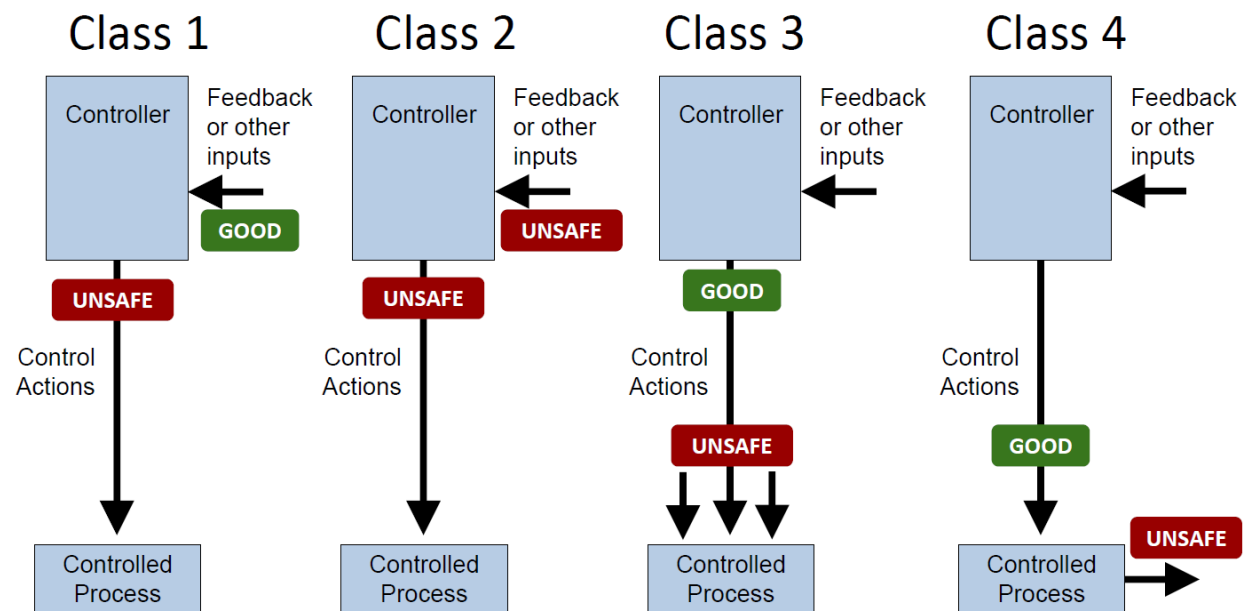 Class 1
Controller
Feedback
or other
inputs
GOOD
UNSAFE
Control
Actions
Controlled
Process
Class 2
Controller
Feedback
or other
inputs
UNSAFE
UNSAFE
Control
Actions
Controlled
Process
Class 3
Controller
Feedback
or other
inputs
GOOD
Control
Actions
UNSAFE
Controlled
Process
Class 4
Controller
Feedback
or other
inputs
Control
Actions
GOOD
UNSAFE
Controlled
Process